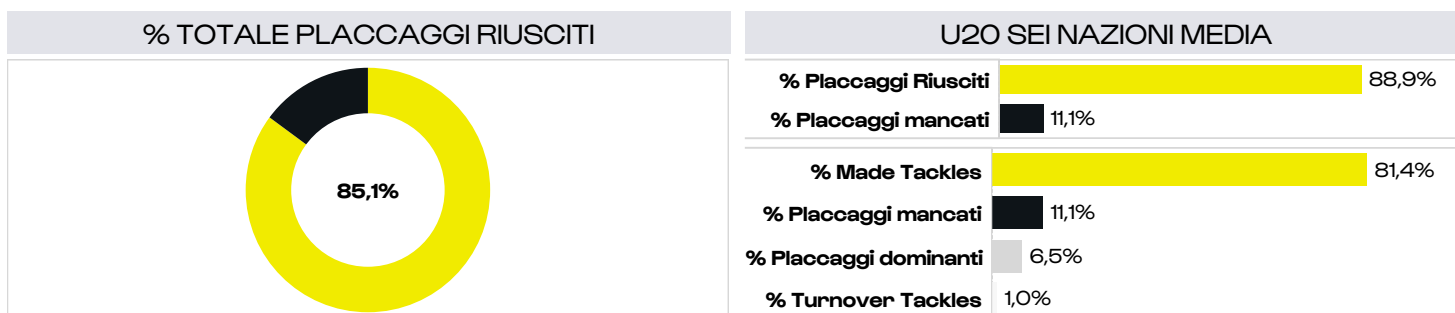 % TOTALE PLACCAGGI RIUSCITI
85,1%
U20 SEI NAZIONI MEDIA
% Placcaggi Riusciti 88,9%
% Placcaggi mancati 11,1%
% Made Tackles 81,4%
% Placcaggi mancati 11,1%
% Placcaggi dominanti 6,5%
% Turnover Tackles 1,0%